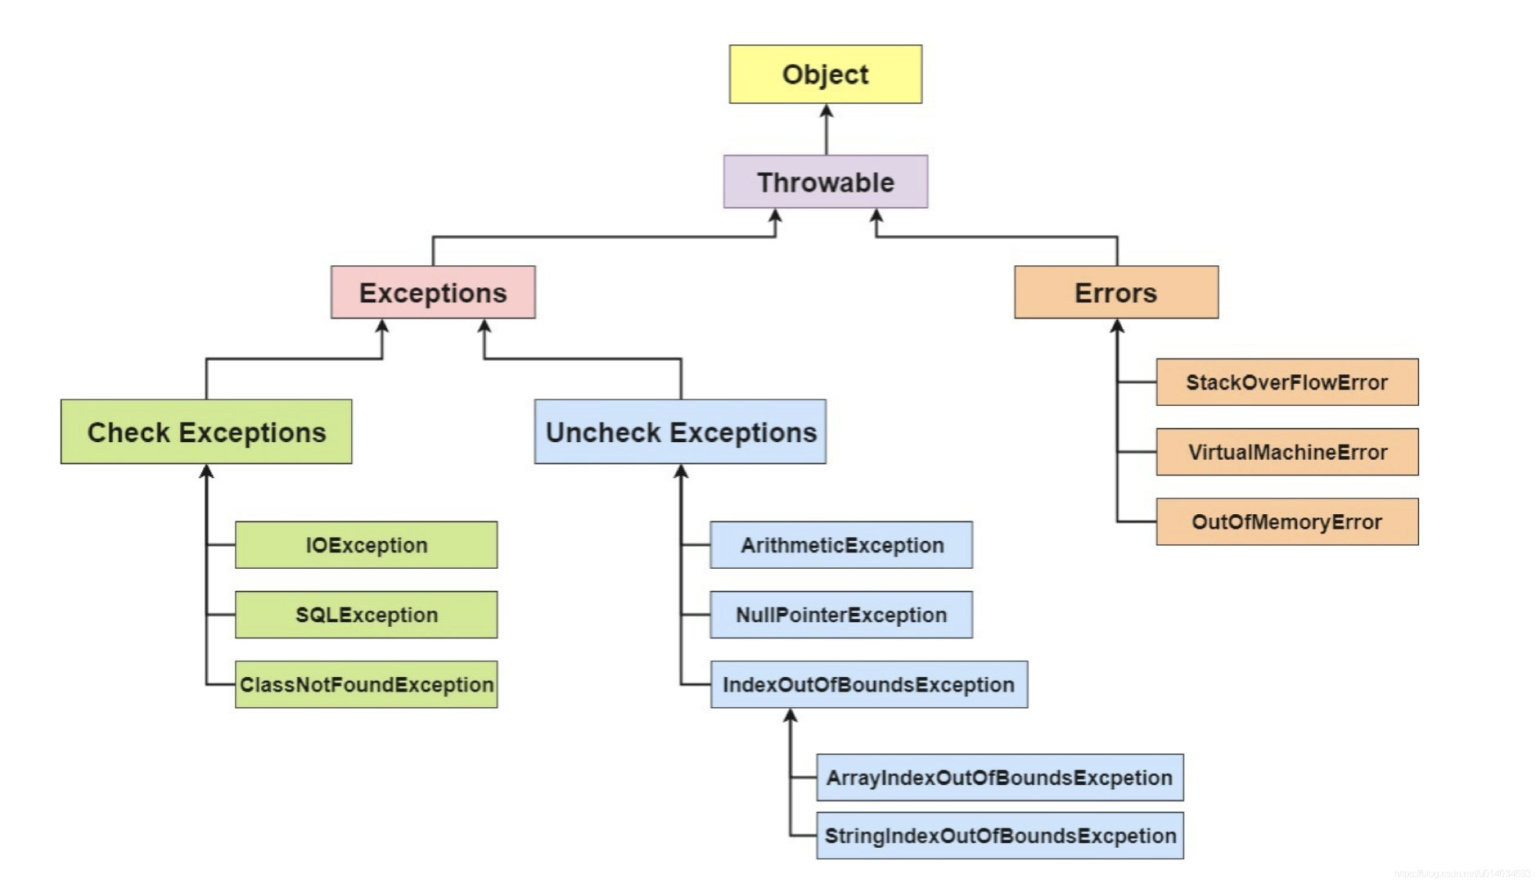 Object
Throwable
Exceptions
Errors
Check Exceptions
Uncheck Exceptions
StackOverFlowError
VirtualMachineError
OutOfMemoryError
IOException
SQLException
ClassNotFoundException
ArithmeticException
NullPointerException
IndexOutOfBoundsException
ArrayIndexOutOfBoundsExcpetion
StringIndexOutOfBoundsExcpetion